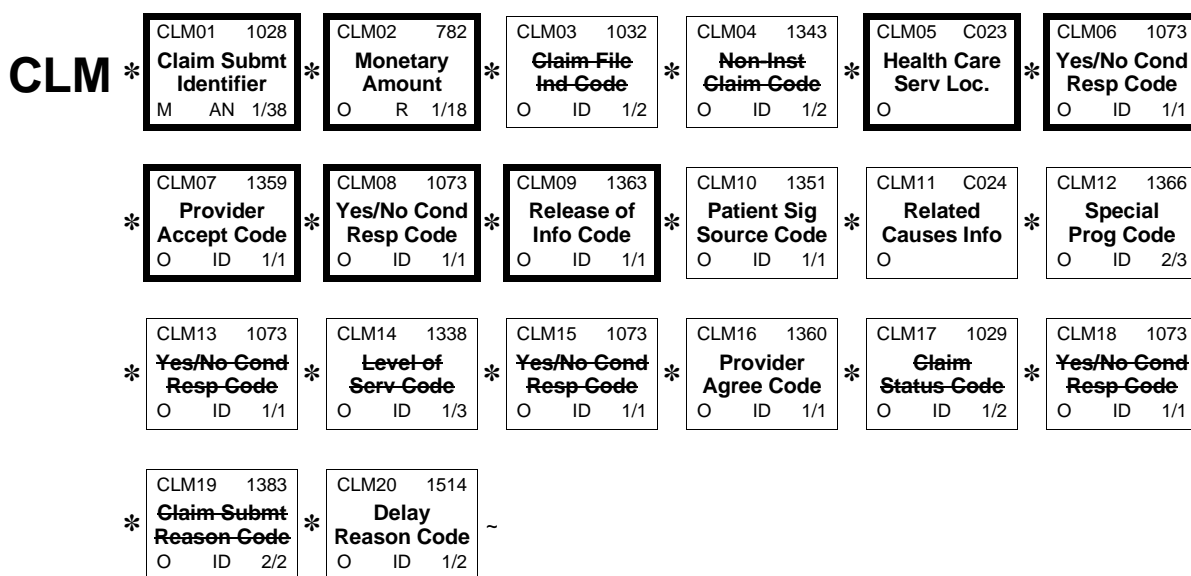 CLM01 1028 CLM02 782 CLM03 1032 CLM04 1343 CLM05 C023 CLM06 1073
CLM * Claim Submt * Monetary * Claim File * Non-Inst * Health Care * Yes/No Cond
Identifier Amount Ind Code Claim Code Serv Loc. Resp Code
M AN 1/38 O R 1/18 O ID 1/2 O ID 1/2 O O ID 1/1
CLM07 1359 CLM08 1073 CLM09 1363 CLM10 1351 CLM11 C024 CLM12 1366
* Provider * Yes/No Cond * Release of * Patient Sig * Related * Special
Accept Code Resp Code Info Code Source Code Causes Info Prog Code
O ID 1/1 O ID 1/1 O ID 1/1 O ID 1/1 O O ID 2/3
CLM13 1073 CLM14 1338 CLM15 1073 CLM16 1360 CLM17 1029 CLM18 1073
* Yes/No Cond * Level of * Yes/No Cond * Provider * Claim * Yes/No Cond
Resp Code Serv Code Resp Code Agree Code Status Code Resp Code
O ID 1/1 O ID 1/3 O ID 1/1 O ID 1/1 O ID 1/2 O ID 1/1
CLM19 1383 CLM20 1514
* Claim Submt * Delay ~
Reason Code Reason Code
O ID 2/2 O ID 1/2